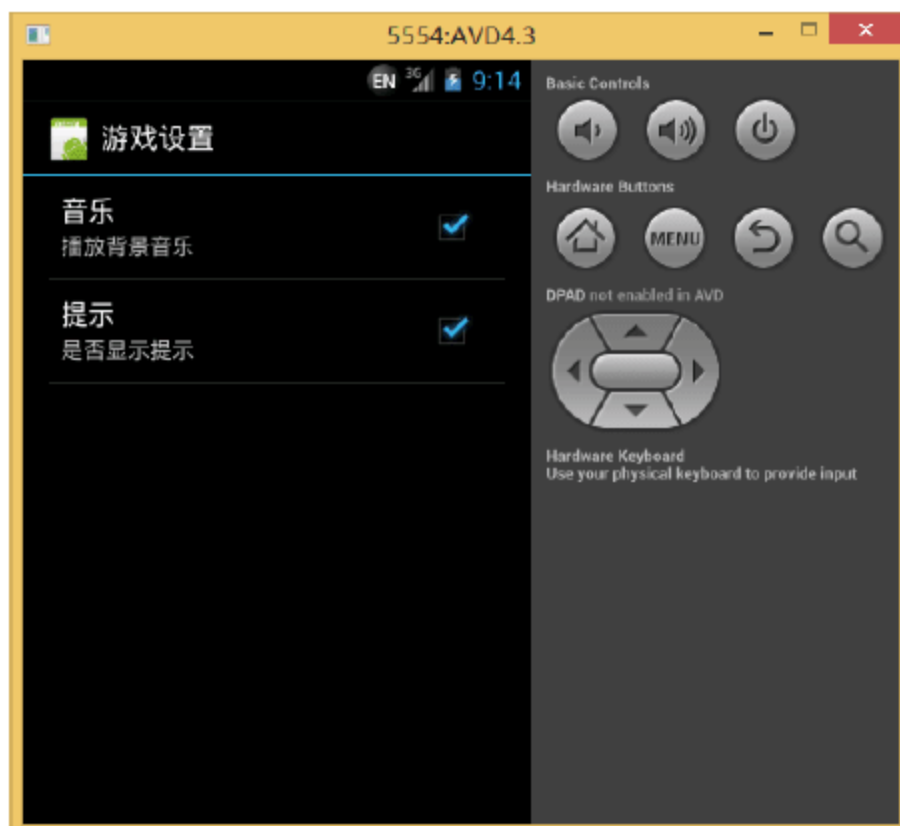 5554:AVD4.3
EN 3G 9:14
游戏设置
音乐
播放背景音乐
提示
是否显示提示
Basic Controls
Hardware Buttons
MENU
DPAD not enabled in AVD
Hardware Keyboard
Use your physical keyboard to provide input